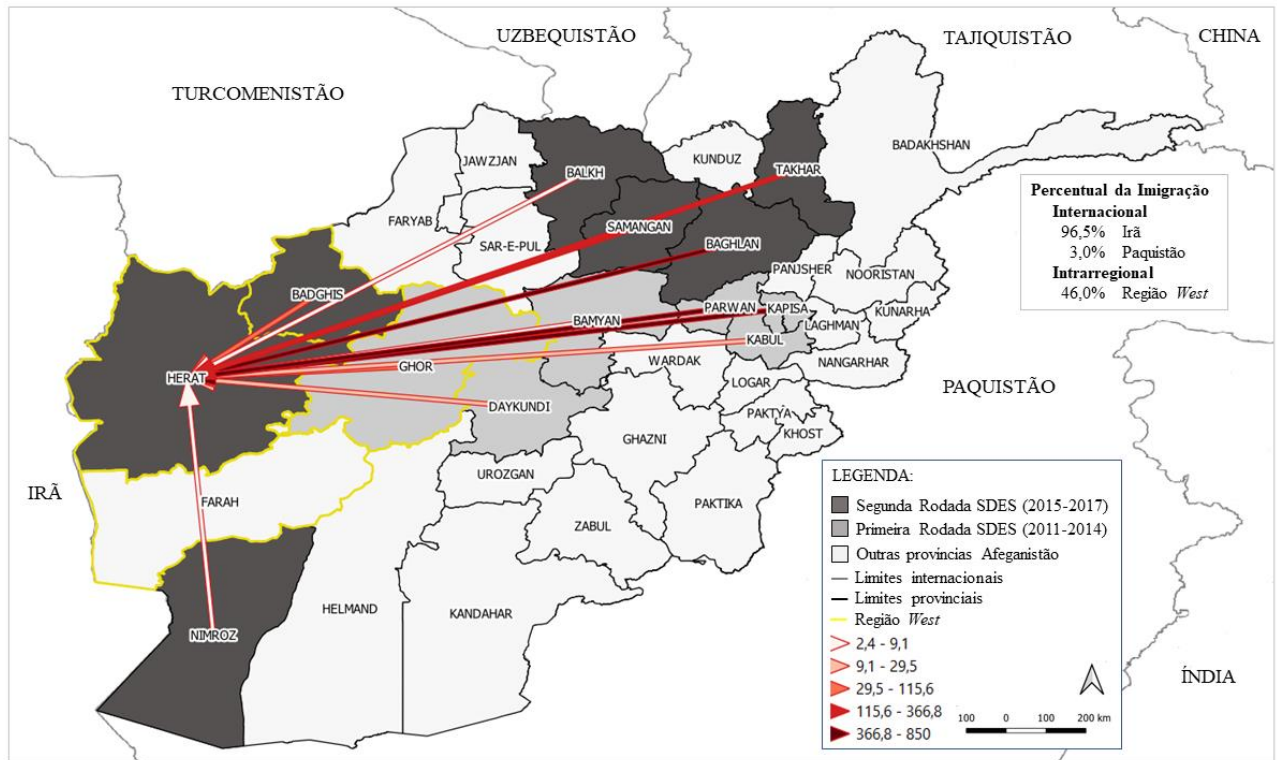 UZBEQUISTÃO
TAJIQUISTÃO
CHINA
TURCOMENISTÃO
BADAKHSHAN
JAWZJAN
KUNDUZ
BALKH
TAKHAR
FARYAB
SAMANGAN
SAR-E-PUL
BAGHLAN
PANJSHER
NOORISTAN
BADGHIS
PARWAN
KAPISA
KUNARHA
BAMYAN
LAGHMAN
KABUL
HERAT
GHOR
WARDAK
NANGARHAR
LOGAR
DAYKUNDI
PAKTYA
KHOST
PAQUISTÃO
GHAZNI
UROZGAN
IRÃ
FARAH
PAKTIKA
ZABUL
HELMAND
KANDAHAR
NIMROZ
ÍNDIA
Percentual da Imigração
Internacional
96,5% Irã
3,0% Paquistão
Intrarregional
46,0% Região West
LEGENDA:
Segunda Rodada SDES (2015-2017)
Primeira Rodada SDES (2011-2014)
Outras províncias Afeganistão
Limites internacionais
Limites provinciais
Região West
2,4 - 9,1
9,1 - 29,5
29,5 - 115,6
115,6 - 366,8
366,8 - 850
100 0 100 200 km